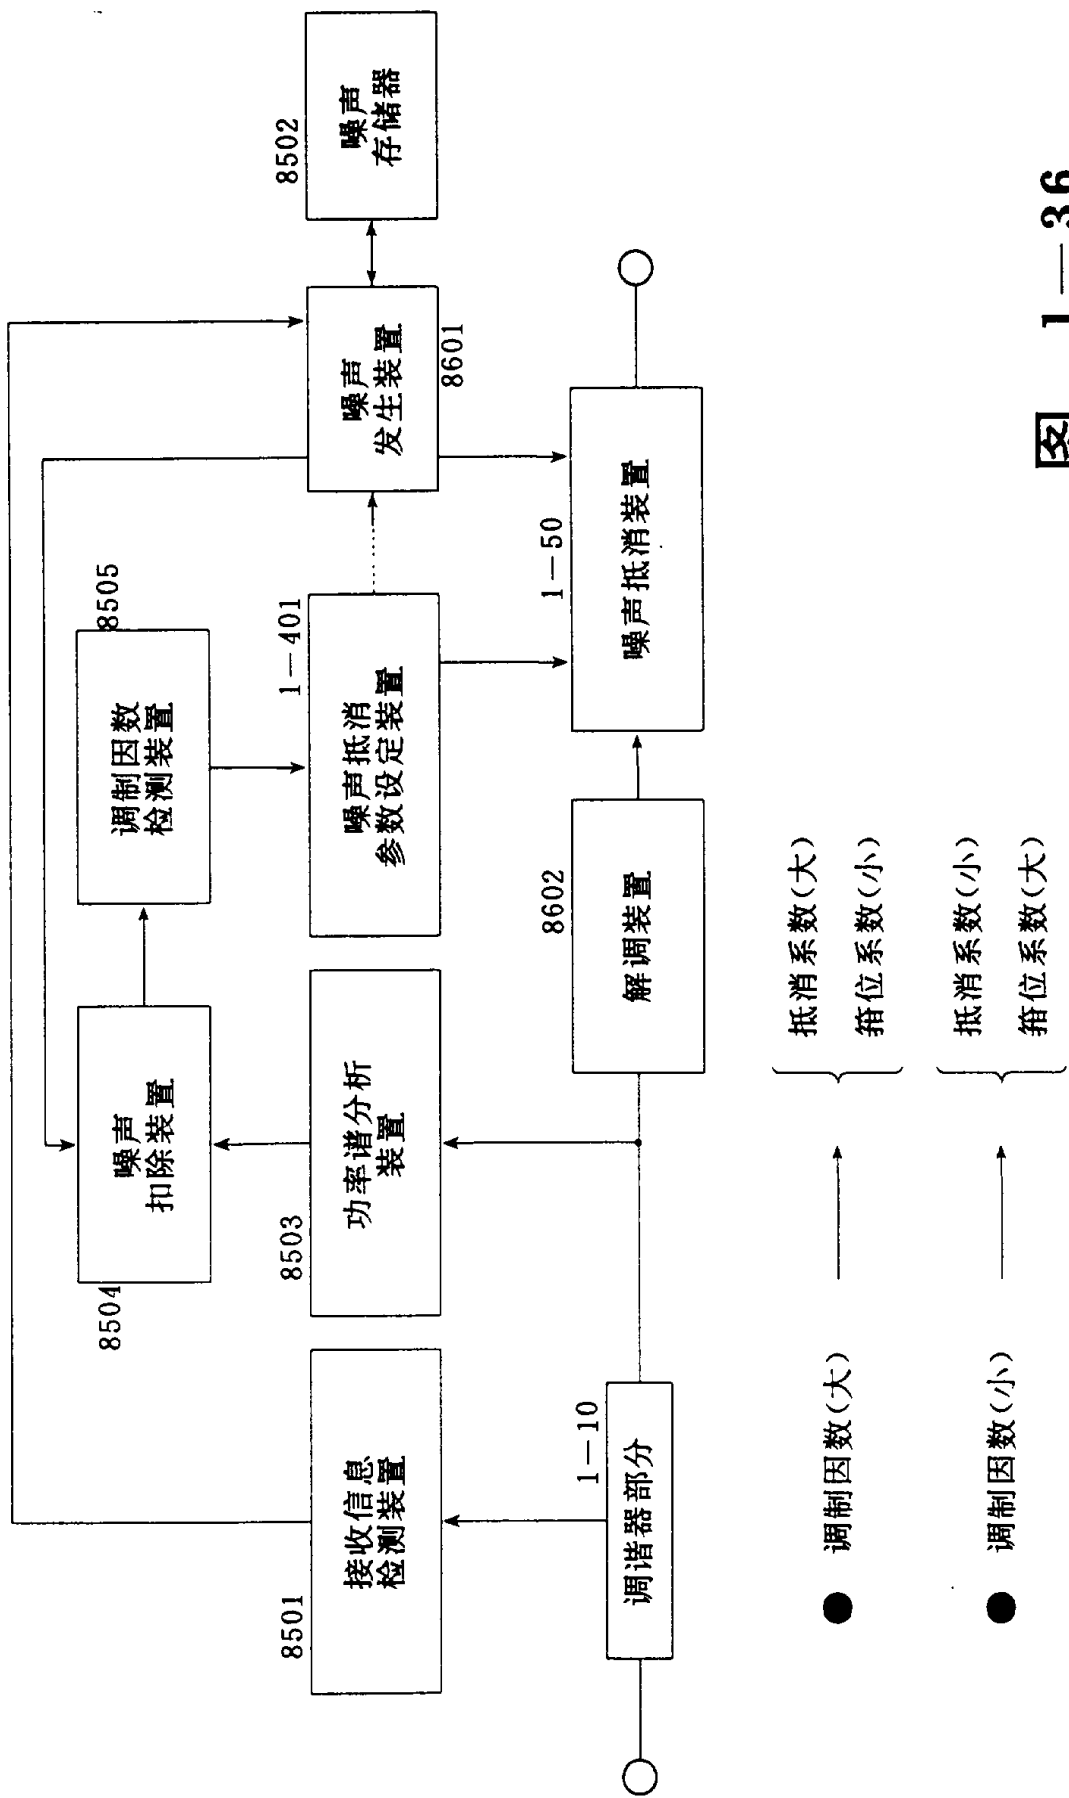 8502
噪声
存储器
噪声
发生装置
8601
8505
调制因数
检测装置
1—401
噪声抵消
参数设定装置
1—50
噪声抵消装置
8504
噪声
扣除装置
8503
功率谱分析
装置
8602
解调装置
8501
接收信息
检测装置
1—10
调谐器部分
● 调制因数(大) → 抵消系数(大)
箝位系数(小)
● 调制因数(小) → 抵消系数(小)
箝位系数(大)
图 1—36